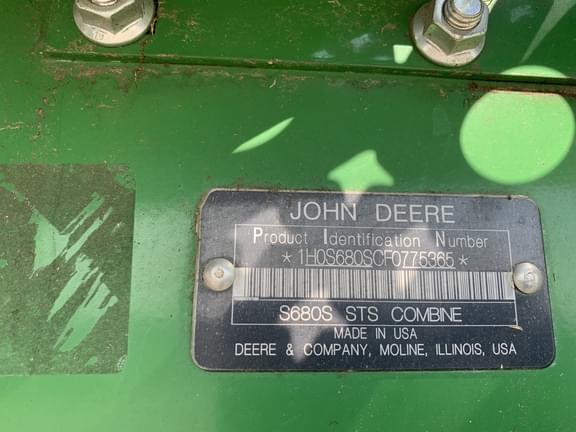 JOHN DEERE
Product Identification Number
*1H0S680SCF0775365*
S680S STS COMBINE
MADE IN USA
DEERE & COMPANY, MOLINE, ILLINOIS, USA